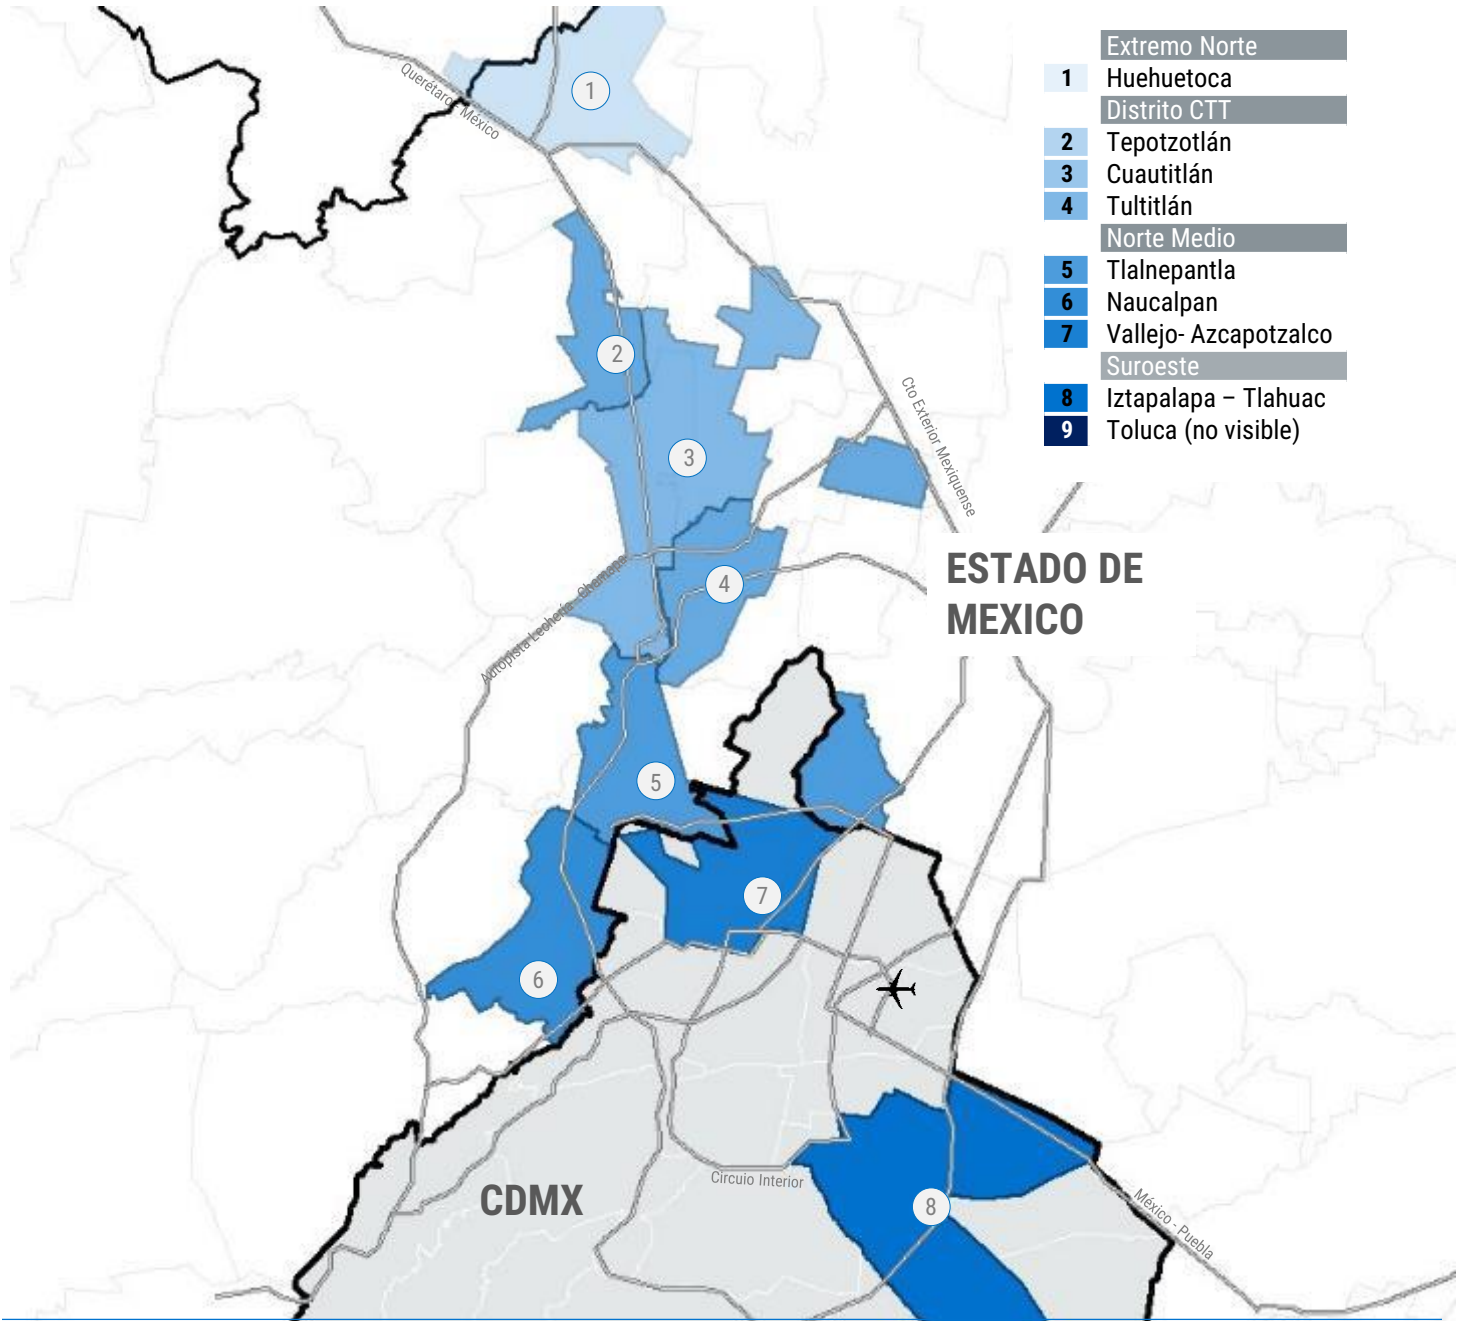 Extremo Norte
1 Huehuetoca
Distrito CTT
2 Tepotzotlán
3 Cuautitlán
4 Tultitlán
Norte Medio
5 Tlalnepantla
6 Naucalpan
7 Vallejo- Azcapotzalco
Suroeste
8 Iztapalapa – Tlahuac
9 Toluca (no visible)
1
Querétaro - México
2
Cto Exterior Mexiquense
3
ESTADO DE
MEXICO
4
Autopista Lechería - Chamapa
5
7
6
CDMX
Circuio Interior
8
México - Puebla